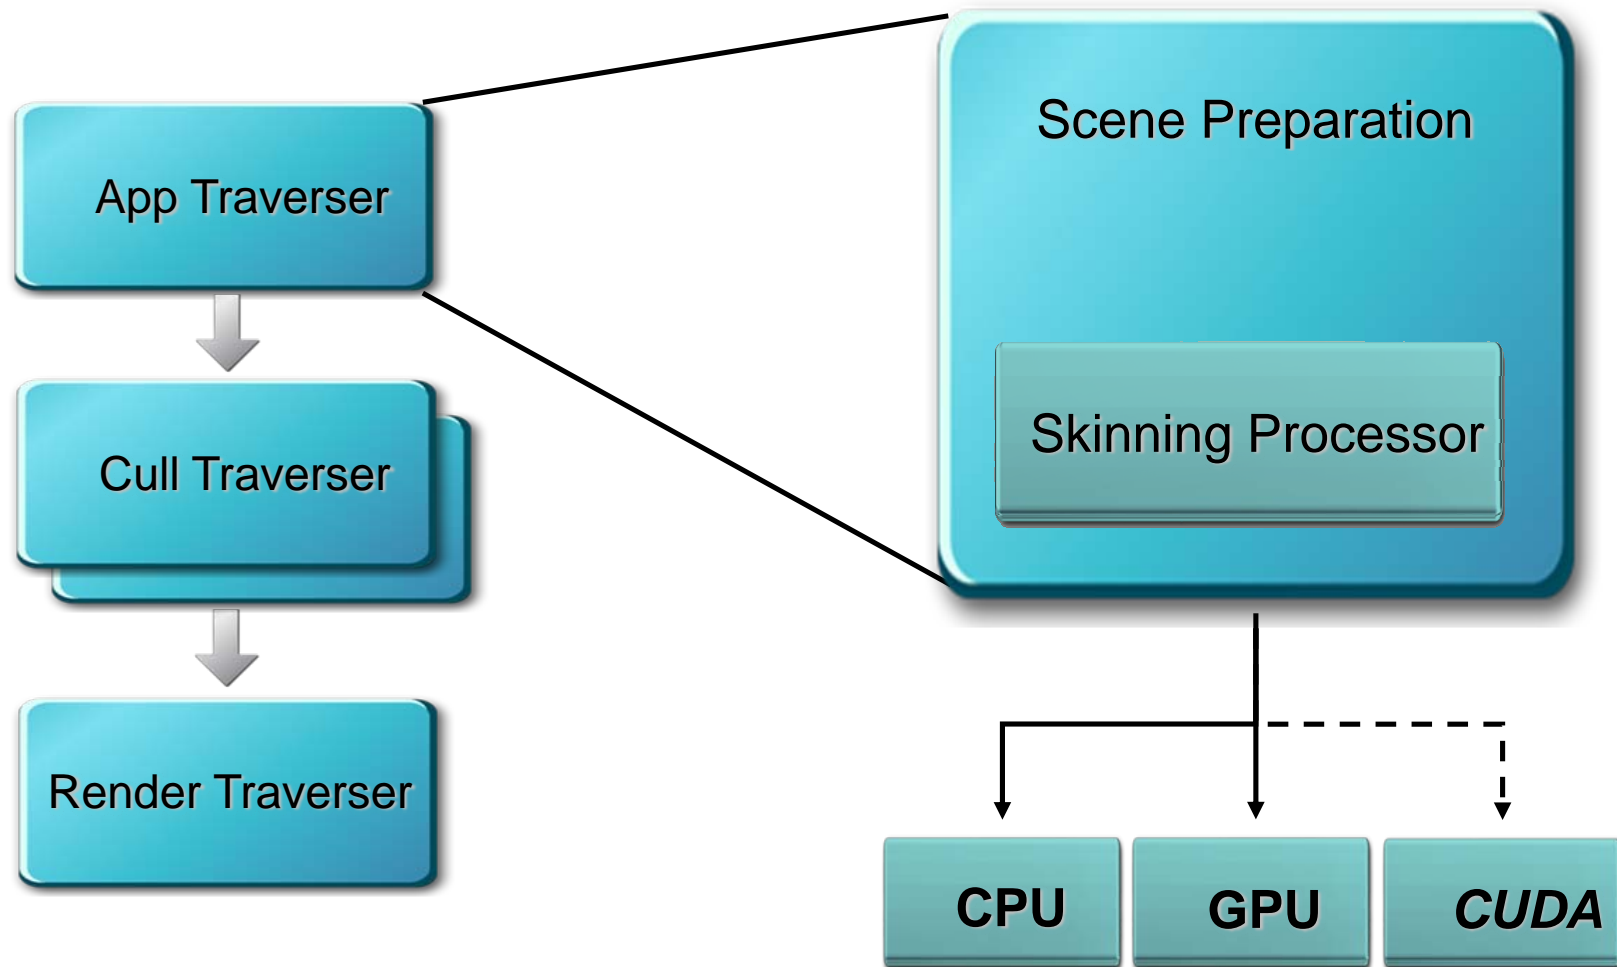 App Traverser
Cull Traverser
Render Traverser
Scene Preparation
Skinning Processor
CPU
GPU
CUDA